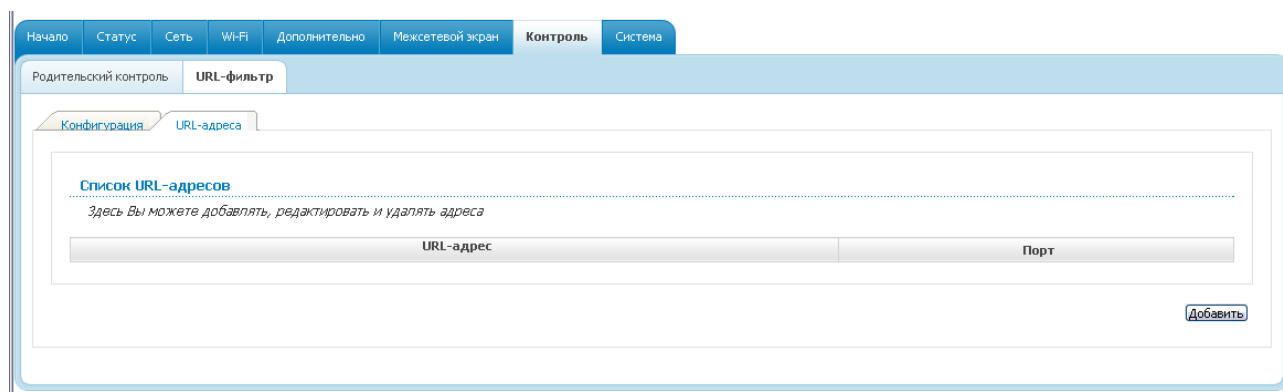 Начало Статус Сеть Wi-Fi Дополнительно Межсетевой экран Контроль Система
Родительский контроль URL-фильтр
Конфигурация URL-адреса
Список URL-адресов
Здесь Вы можете добавлять, редактировать и удалять адреса
URL-адрес Порт
Добавить